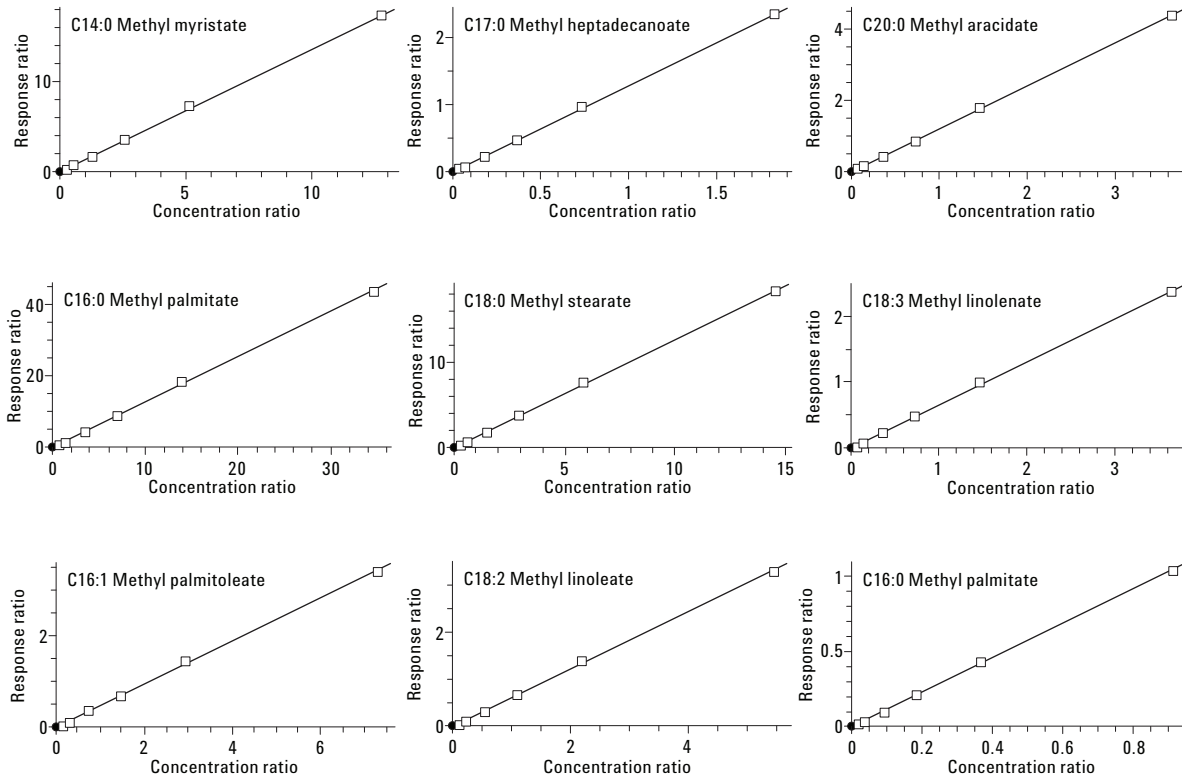 C14:0 Methyl myristate
Response ratio
10
0
0 5 10
Concentration ratio
C17:0 Methyl heptadecanoate
Response ratio
2
1
0
0 0.5 1 1.5
Concentration ratio
C20:0 Methyl aracidate
Response ratio
4
2
0
0 1 2 3
Concentration ratio
C16:0 Methyl palmitate
Response ratio
40
20
0
0 10 20 30
Concentration ratio
C18:0 Methyl stearate
Response ratio
10
0
0 5 10 15
Concentration ratio
C18:3 Methyl linolenate
Response ratio
2
1
0
0 1 2 3
Concentration ratio
C16:1 Methyl palmitoleate
Response ratio
2
0
0 2 4 6
Concentration ratio
C18:2 Methyl linoleate
Response ratio
2
0
0 2 4
Concentration ratio
C16:0 Methyl palmitate
Response ratio
1
0.5
0
0 0.2 0.4 0.6 0.8
Concentration ratio